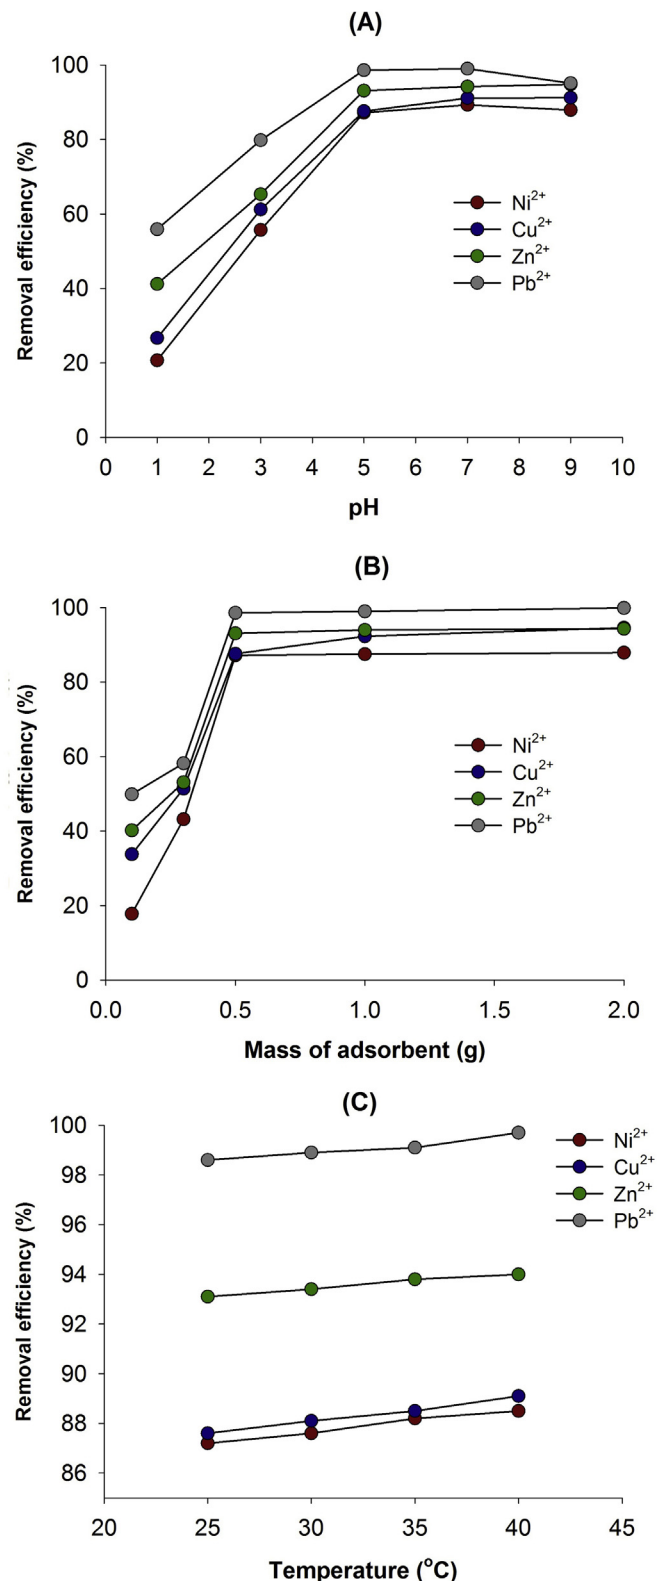 (A)
100
80
60
40
20
0
Removal efficiency (%)
Ni2+
Cu2+
Zn2+
Pb2+
0 1 2 3 4 5 6 7 8 9 10
pH
(B)
100
80
60
40
20
0
Removal efficiency (%)
Ni2+
Cu2+
Zn2+
Pb2+
0.0 0.5 1.0 1.5 2.0
Mass of adsorbent (g)
(C)
100
98
96
94
92
90
88
86
Removal efficiency (%)
Ni2+
Cu2+
Zn2+
Pb2+
20 25 30 35 40 45
Temperature (oC)